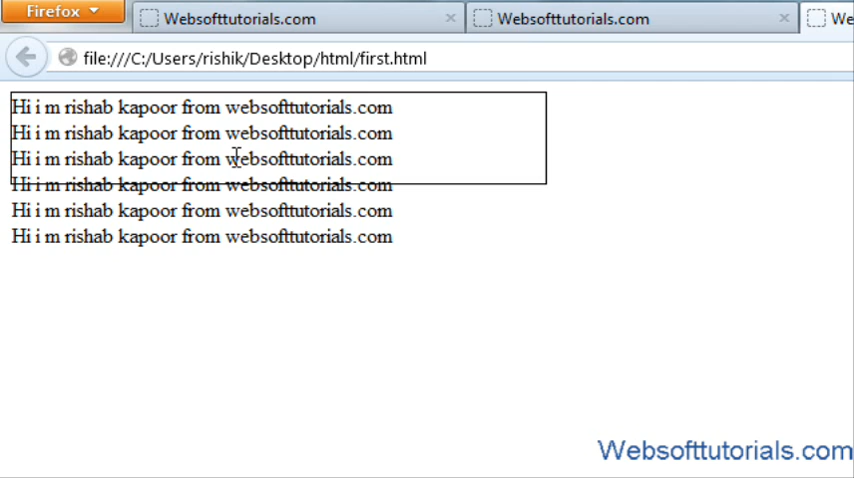 Firefox
Websofttutorials.com
Websofttutorials.com
We
file:///C:/Users/rishik/Desktop/html/first.html
Hi i m rishab kapoor from websofttutorials.com
Hi i m rishab kapoor from websofttutorials.com
Hi i m rishab kapoor from websofttutorials.com
Hi i m rishab kapoor from websofttutorials.com
Hi i m rishab kapoor from websofttutorials.com
Hi i m rishab kapoor from websofttutorials.com
Websofttutorials.com